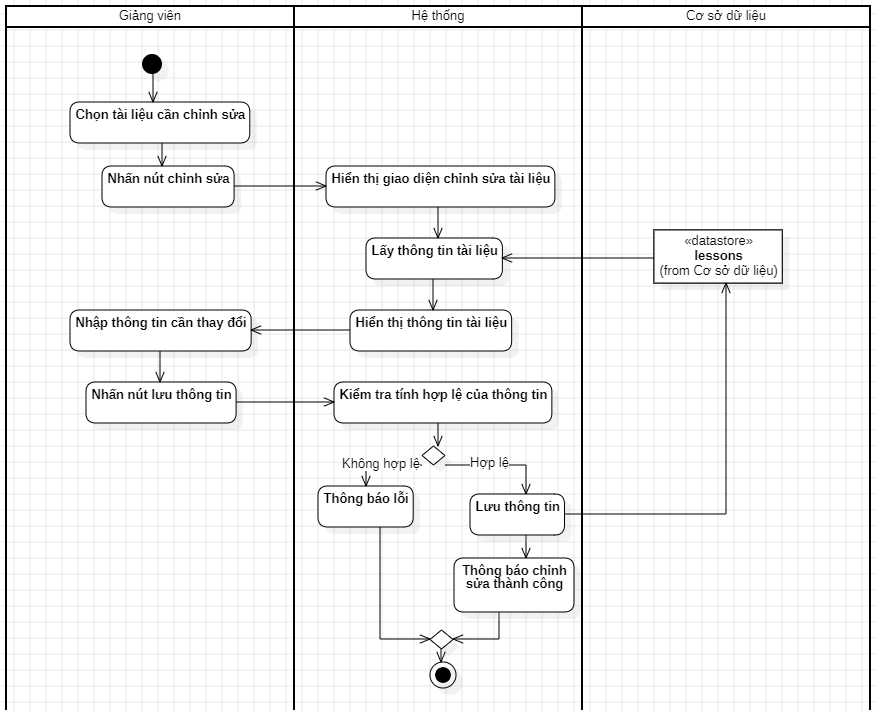 Giảng viên
Hệ thống
Cơ sở dữ liệu
Chọn tài liệu cần chỉnh sửa
Nhấn nút chỉnh sửa
Hiển thị giao diện chỉnh sửa tài liệu
Lấy thông tin tài liệu
«datastore»
lessons
(from Cơ sở dữ liệu)
Nhập thông tin cần thay đổi
Hiển thị thông tin tài liệu
Nhấn nút lưu thông tin
Kiểm tra tính hợp lệ của thông tin
Không hợp lệ
Hợp lệ
Thông báo lỗi
Lưu thông tin
Thông báo chỉnh
sửa thành công